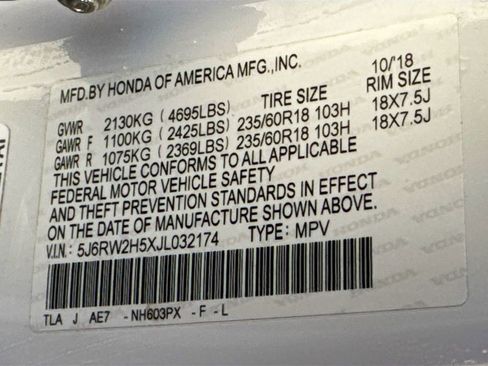 MFD.BY HONDA OF AMERICA MFG.,INC. 10/'18
TIRE SIZE RIM SIZE
GVWR 2130KG (4695LBS)
GAWR F 1100KG (2425LBS) 235/60R18 103H 18X7.5J
GAWR R 1075KG (2369LBS) 235/60R18 103H 18X7.5J
THIS VEHICLE CONFORMS TO ALL APPLICABLE
FEDERAL MOTOR VEHICLE SAFETY
AND THEFT PREVENTION STANDARDS IN EFFECT
ON THE DATE OF MANUFACTURE SHOWN ABOVE.
V.I.N: 5J6RW2H5XJL032174 TYPE: MPV
TLA J AE7 -NH603PX -F -L